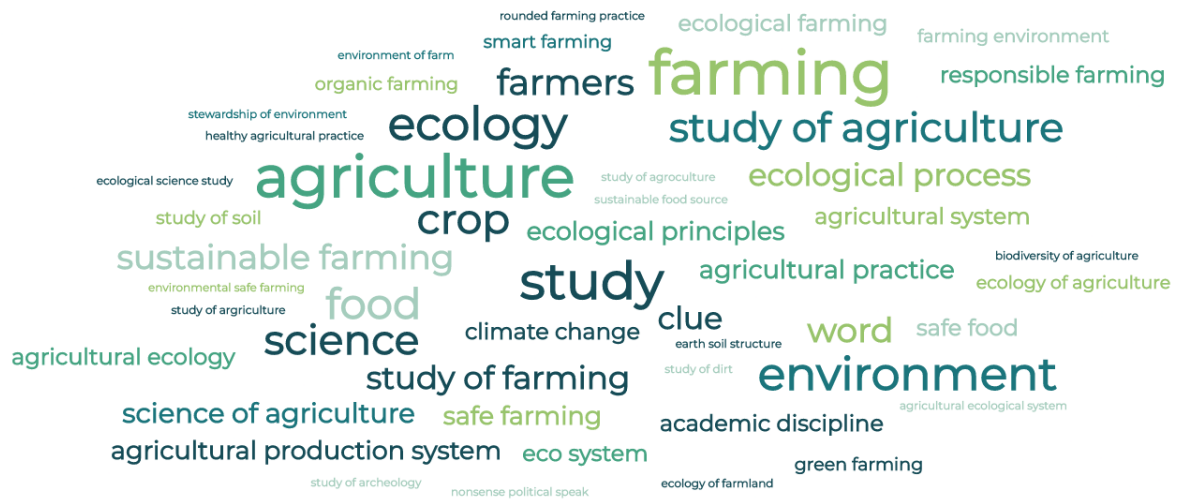 rounded farming practice
ecological farming
smart farming
farming environment
environment of farm
farmers
farming
responsible farming
organic farming
stewardship of environment
ecology
study of agriculture
healthy agricultural practice
ecological science study
agriculture
study of agroculture
ecological process
sustainable food source
study of soil
crop
ecological principles
agricultural system
sustainable farming
study
agricultural practice
biodiversity of agriculture
ecology of agriculture
environmental safe farming
food
study of argriculture
science
climate change
clue
word
safe food
earth soil structure
agricultural ecology
study of farming
study of dirt
environment
agricultural ecological system
science of agriculture
safe farming
academic discipline
agricultural production system
eco system
green farming
study of archeology
nonsense political speak
ecology of farmland